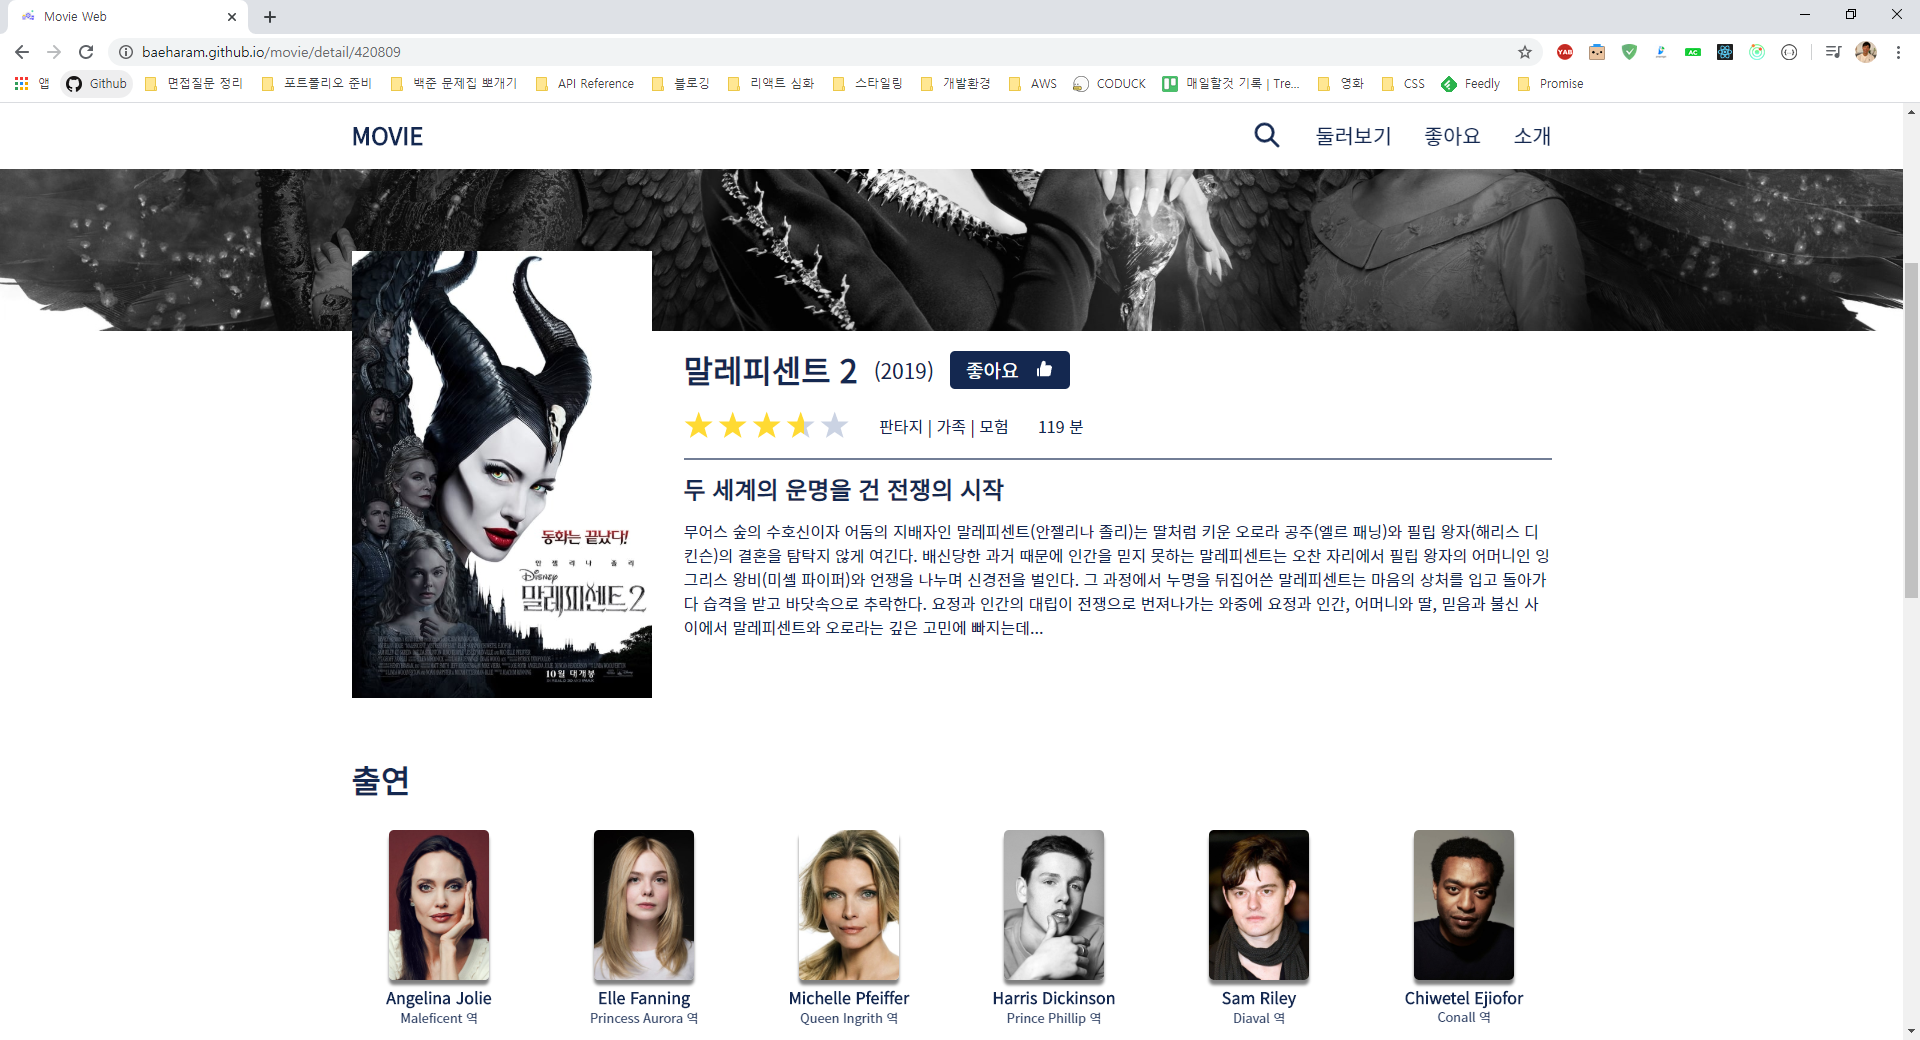 Movie Web
baeharam.github.io/movie/detail/420809
앱 Github 면접질문 정리 포트폴리오 준비 백준 문제집 뽀개기 API Reference 블로깅 리액트 심화 스타일링 개발환경 AWS CODUCK 매일할것 기록 | Tre... 영화 CSS Feedly Promise
MOVIE 둘러보기 좋아요 소개
말레피센트 2 (2019) 좋아요
판타지 | 가족 | 모험 119 분
두 세계의 운명을 건 전쟁의 시작
무어스 숲의 수호신이자 어둠의 지배자인 말레피센트(안젤리나 졸리)는 딸처럼 키운 오로라 공주(엘르 패닝)와 필립 왕자(해리스 디
킨슨)의 결혼을 탐탁지 않게 여긴다. 배신당한 과거 때문에 인간을 믿지 못하는 말레피센트는 오찬 자리에서 필립 왕자의 어머니인 잉
그리스 왕비(미셸 파이퍼)와 언쟁을 나누며 신경전을 벌인다. 그 과정에서 누명을 뒤집어쓴 말레피센트는 마음의 상처를 입고 돌아가
다 습격을 받고 바닷속으로 추락한다. 요정과 인간의 대립이 전쟁으로 번져나가는 와중에 요정과 인간, 어머니와 딸, 믿음과 불신 사
이에서 말레피센트와 오로라는 깊은 고민에 빠지는데...
동화는 끝났다!
안 젤 리 나 졸 리
Disney
말레피센트2
10월 대개봉
출연
Angelina Jolie
Maleficent 역
Elle Fanning
Princess Aurora 역
Michelle Pfeiffer
Queen Ingrith 역
Harris Dickinson
Prince Phillip 역
Sam Riley
Diaval 역
Chiwetel Ejiofor
Conall 역